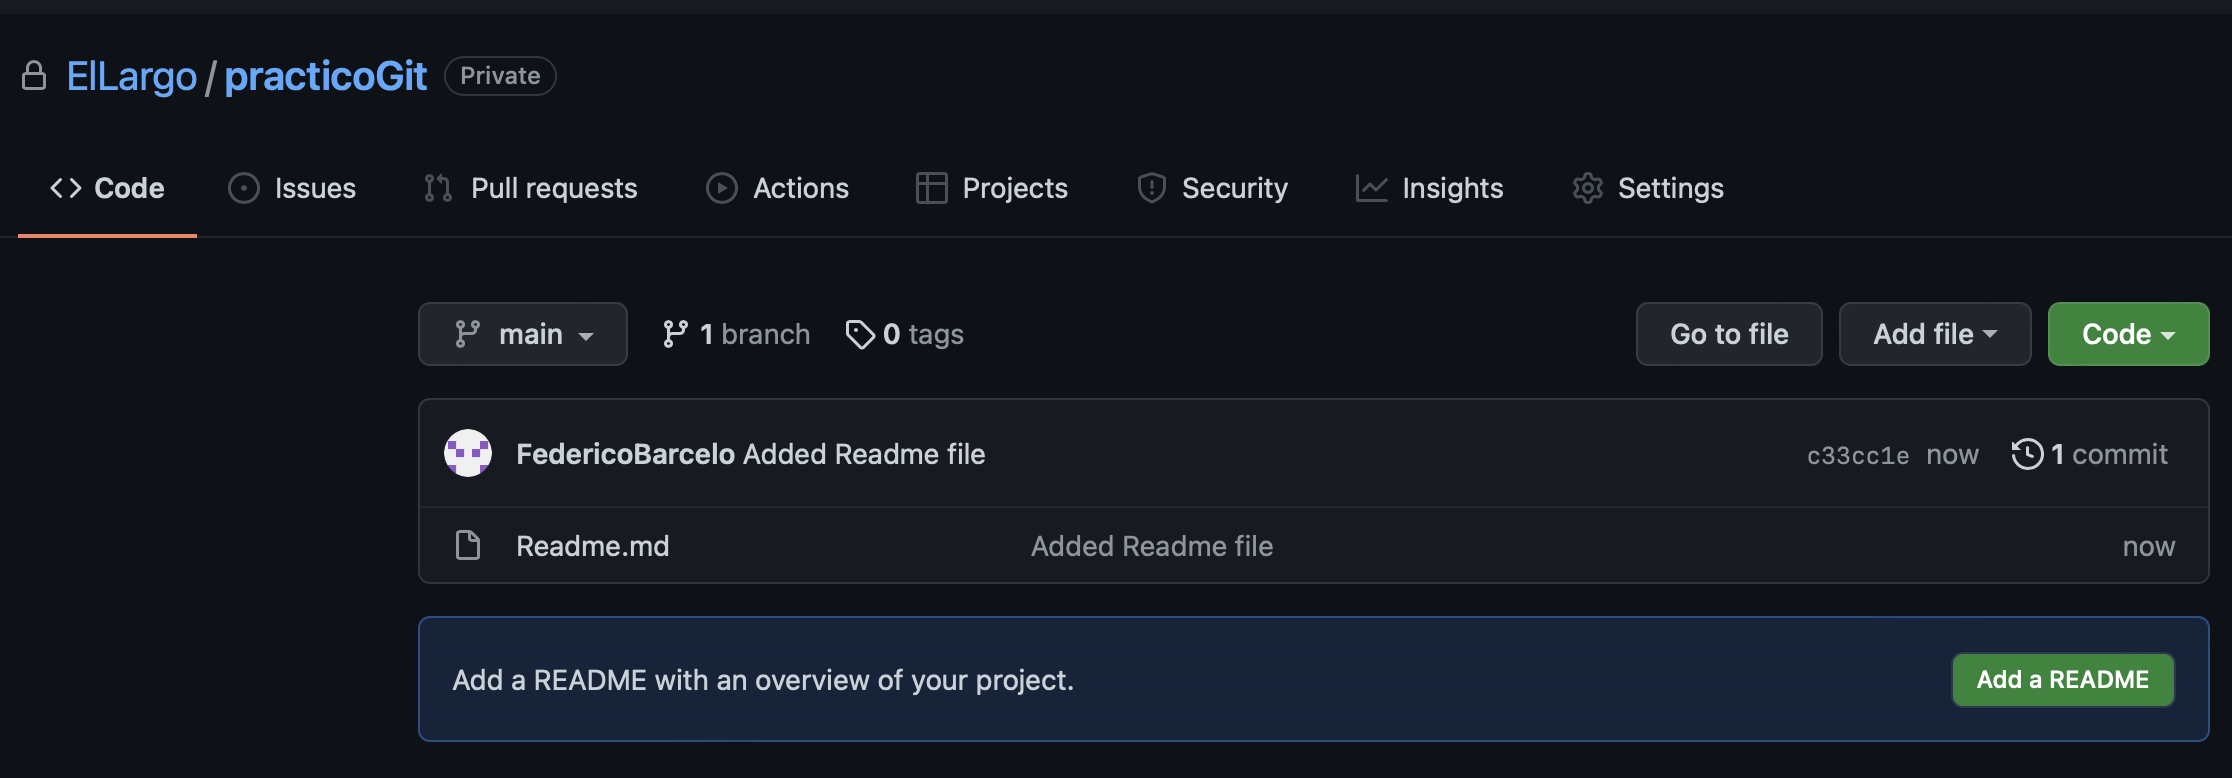 ElLargo / practicoGit Private
Code Issues Pull requests Actions Projects Security Insights Settings
main 1 branch 0 tags Go to file Add file Code
FedericoBarcelo Added Readme file c33cc1e now 1 commit
Readme.md Added Readme file now
Add a README with an overview of your project. Add a README